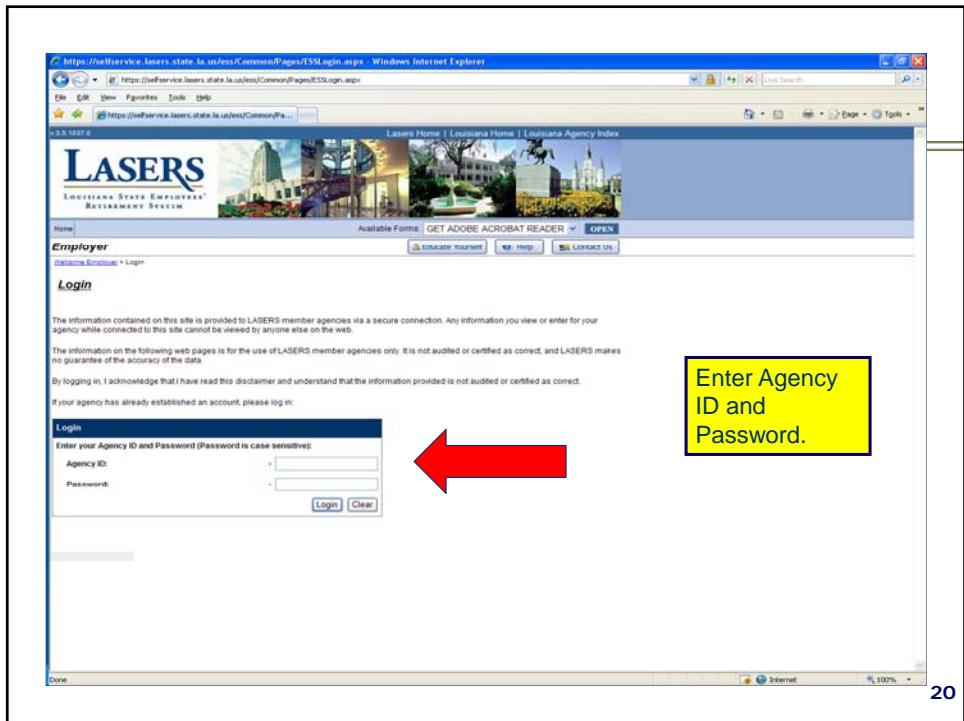 https://selfservice.lasers.state.la.us/ess/Common/Pages/ESSLogin.aspx - Windows Internet Explorer
https://selfservice.lasers.state.la.us/ess/Common/Pages/ESSLogin.aspx
Live Search
File Edit View Favorites Tools Help
https://selfservice.lasers.state.la.us/ess/Common/Pa...
Page Tools
Lasers Home | Louisiana Home | Louisiana Agency Index
LASERS
LOUISIANA STATE EMPLOYEES'
RETIREMENT SYSTEM
Home
Available Forms: GET ADOBE ACROBAT READER OPEN
Employer
Educate Yourself Help Contact Us
Welcome Employer > Login
Login
The information contained on this site is provided to LASERS member agencies via a secure connection. Any information you view or enter for your
agency while connected to this site cannot be viewed by anyone else on the web.
The information on the following web pages is for the use of LASERS member agencies only. It is not audited or certified as correct, and LASERS makes
no guarantee of the accuracy of the data.
By logging in, I acknowledge that I have read this disclaimer and understand that the information provided is not audited or certified as correct.
If your agency has already established an account, please log in:
Login
Enter your Agency ID and Password (Password is case sensitive):
Agency ID:
Password:
Login Clear
Enter Agency
ID and
Password.
Done
Internet
100%
20